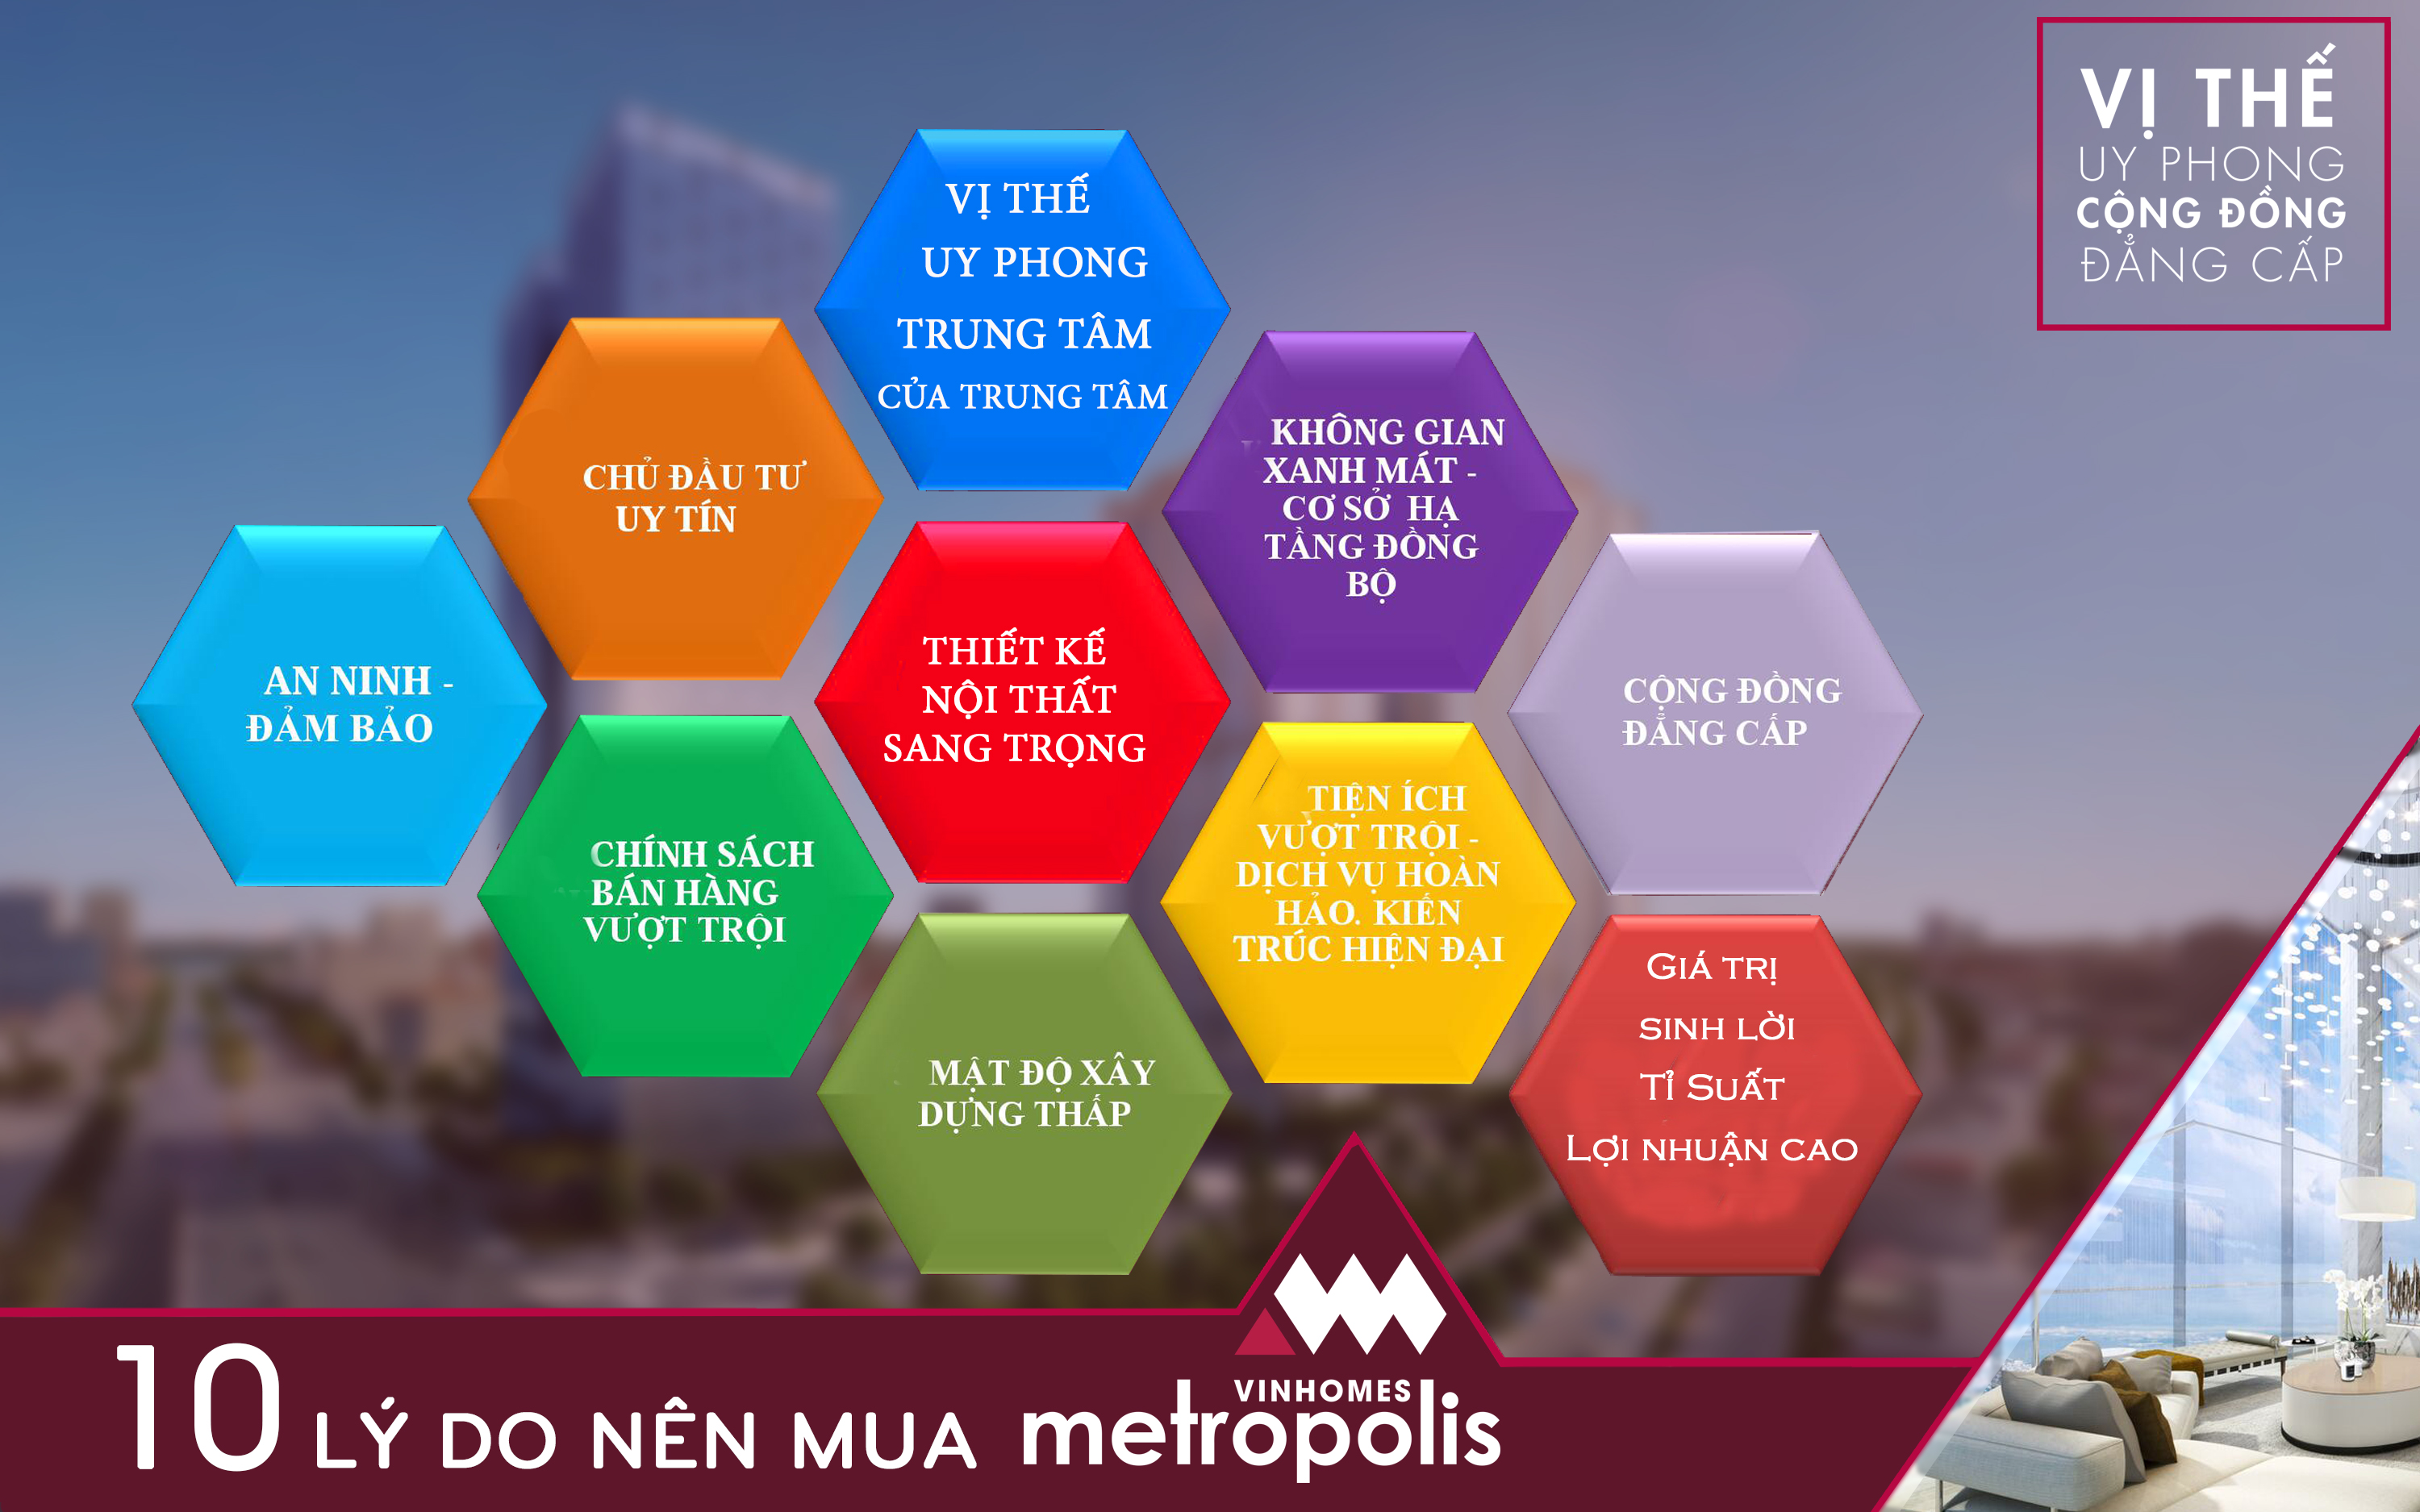 VỊ THẾ
UY PHONG
CỘNG ĐỒNG
ĐẲNG CẤP
VỊ THẾ
UY PHONG
TRUNG TÂM
CỦA TRUNG TÂM
CHỦ ĐẦU TƯ
UY TÍN
KHÔNG GIAN
XANH MÁT -
CƠ SỞ HẠ
TẦNG ĐỒNG
BỘ
AN NINH -
ĐẢM BẢO
THIẾT KẾ
NỘI THẤT
SANG TRỌNG
CỘNG ĐỒNG
ĐẲNG CẤP
CHÍNH SÁCH
BÁN HÀNG
VƯỢT TRỘI
TIỆN ÍCH
VƯỢT TRỘI -
DỊCH VỤ HOÀN
HẢO. KIẾN
TRÚC HIỆN ĐẠI
MẬT ĐỘ XÂY
DỰNG THẤP
GIÁ TRỊ
SINH LỜI
TỈ SUẤT
LỢI NHUẬN CAO
10 LÝ DO NÊN MUA
VINHOMES
metropolis